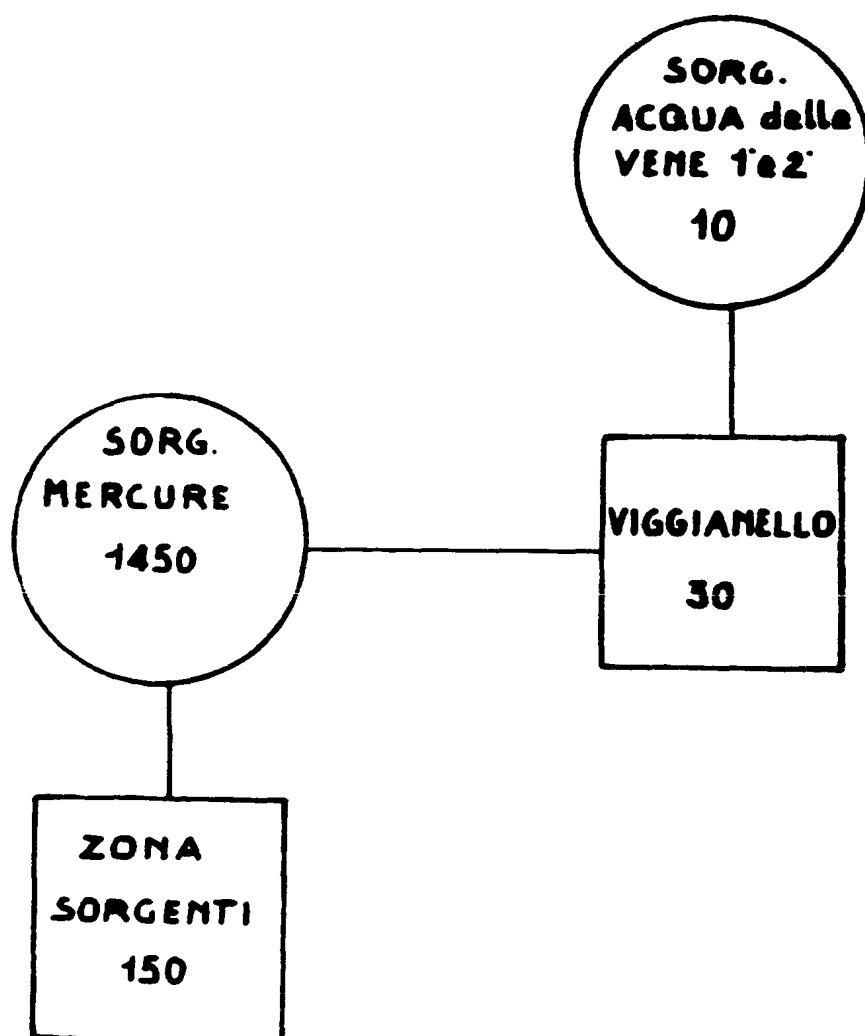 SORG.
ACQUA delle
VENE 1° e 2°
10
SORG.
MERCURE
1450
VIGGIANELLO
30
ZONA
SORGENTI
150